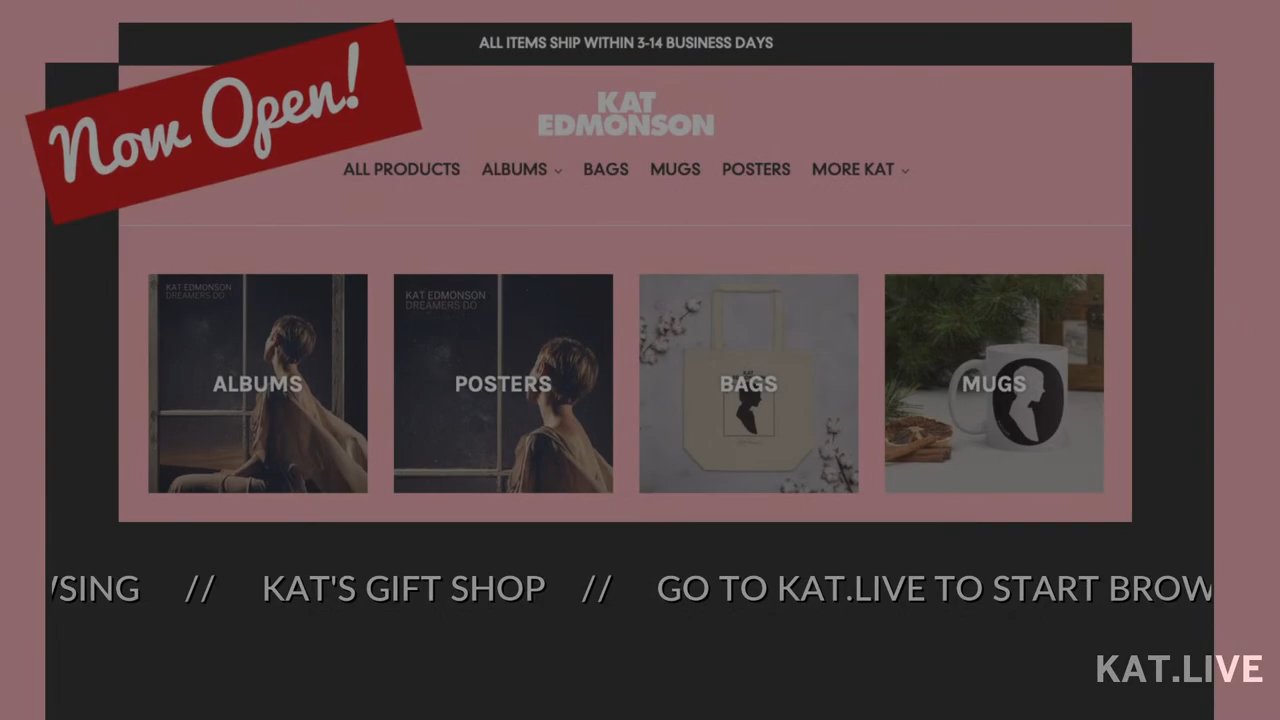 ALL ITEMS SHIP WITHIN 3-14 BUSINESS DAYS
Now Open!
KAT
EDMONSON
ALL PRODUCTS ALBUMS BAGS MUGS POSTERS MORE KAT
KAT EDMONSON
DREAMERS DO
KAT EDMONSON
DREAMERS DO
ALBUMS
POSTERS
BAGS
MUGS
/SING // KAT'S GIFT SHOP // GO TO KAT.LIVE TO START BROW
KAT.LIVE